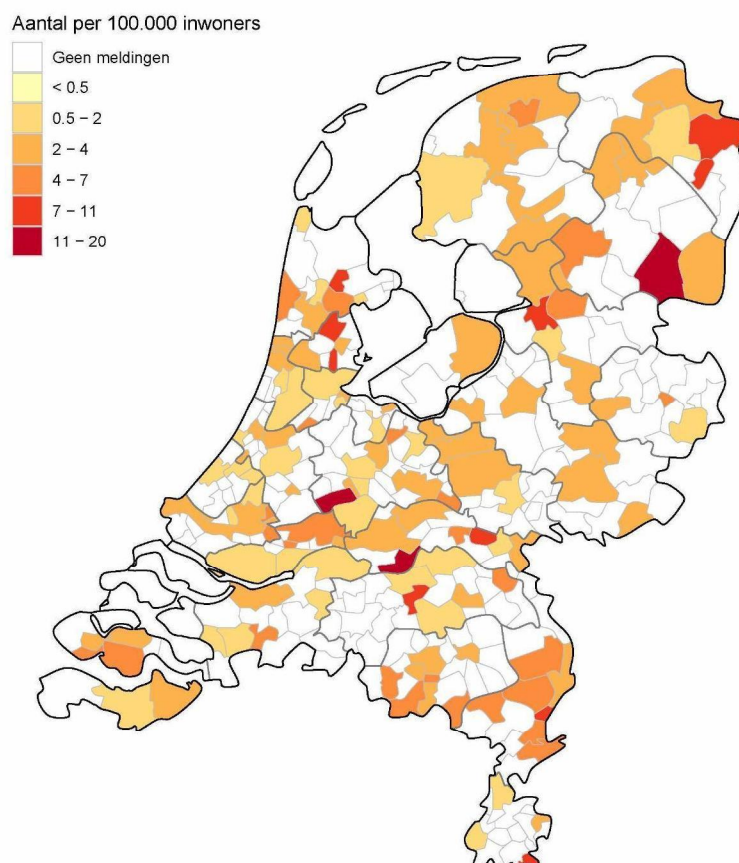 Aantal per 100.000 inwoners
Geen meldingen
< 0.5
0.5 – 2
2 – 4
4 – 7
7 – 11
11 – 20